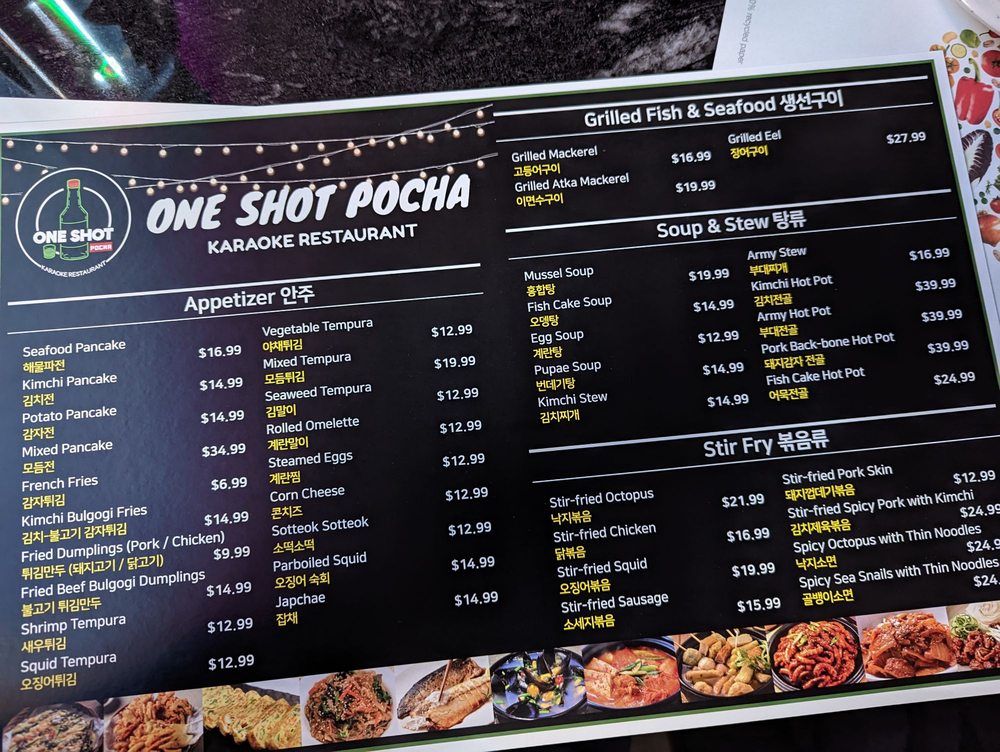 0% recycled paper
ONE SHOT
POCHA
KARAOKE RESTAURANT
ONE SHOT POCHA
KARAOKE RESTAURANT
Appetizer 안주
Seafood Pancake $16.99
해물파전
Kimchi Pancake $14.99
김치전
Potato Pancake $14.99
감자전
Mixed Pancake $34.99
모듬전
French Fries $6.99
감자튀김
Kimchi Bulgogi Fries $14.99
김치-불고기 감자튀김
Fried Dumplings (Pork / Chicken) $9.99
튀김만두 (돼지고기 / 닭고기)
Fried Beef Bulgogi Dumplings $14.99
불고기 튀김만두
Shrimp Tempura $12.99
새우튀김
Squid Tempura $12.99
오징어튀김
Vegetable Tempura $12.99
야채튀김
Mixed Tempura $19.99
모듬튀김
Seaweed Tempura $12.99
김말이
Rolled Omelette $12.99
계란말이
Steamed Eggs $12.99
계란찜
Corn Cheese $12.99
콘치즈
Sotteok Sotteok $12.99
소떡소떡
Parboiled Squid $14.99
오징어 숙회
Japchae $14.99
잡채
Grilled Fish & Seafood 생선구이
Grilled Mackerel $16.99
고등어구이
Grilled Atka Mackerel $19.99
이면수구이
Grilled Eel $27.99
장어구이
Soup & Stew 탕류
Mussel Soup $19.99
홍합탕
Fish Cake Soup $14.99
오뎅탕
Egg Soup $12.99
계란탕
Pupae Soup $14.99
번데기탕
Kimchi Stew $14.99
김치찌개
Army Stew $16.99
부대찌개
Kimchi Hot Pot $39.99
김치전골
Army Hot Pot $39.99
부대전골
Pork Back-bone Hot Pot $39.99
돼지감자 전골
Fish Cake Hot Pot $24.99
어묵전골
Stir Fry 볶음류
Stir-fried Octopus $21.99
낙지볶음
Stir-fried Chicken $16.99
닭볶음
Stir-fried Squid $19.99
오징어볶음
Stir-fried Sausage $15.99
소세지볶음
Stir-fried Pork Skin $12.99
돼지껍데기볶음
Stir-fried Spicy Pork with Kimchi $24.99
김치제육볶음
Spicy Octopus with Thin Noodles $24.9
낙지소면
Spicy Sea Snails with Thin Noodles $24.
골뱅이소면